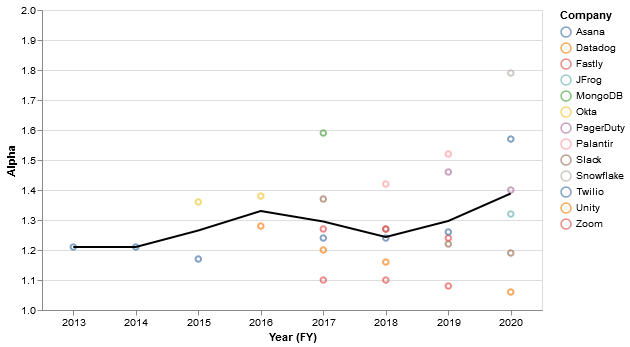 2.0
1.9
1.8
1.7
1.6
1.5
1.4
1.3
1.2
1.1
1.0
Alpha
2013 2014 2015 2016 2017 2018 2019 2020
Year (FY)
Company
Asana
Datadog
Fastly
JFrog
MongoDB
Okta
PagerDuty
Palantir
Slack
Snowflake
Twilio
Unity
Zoom